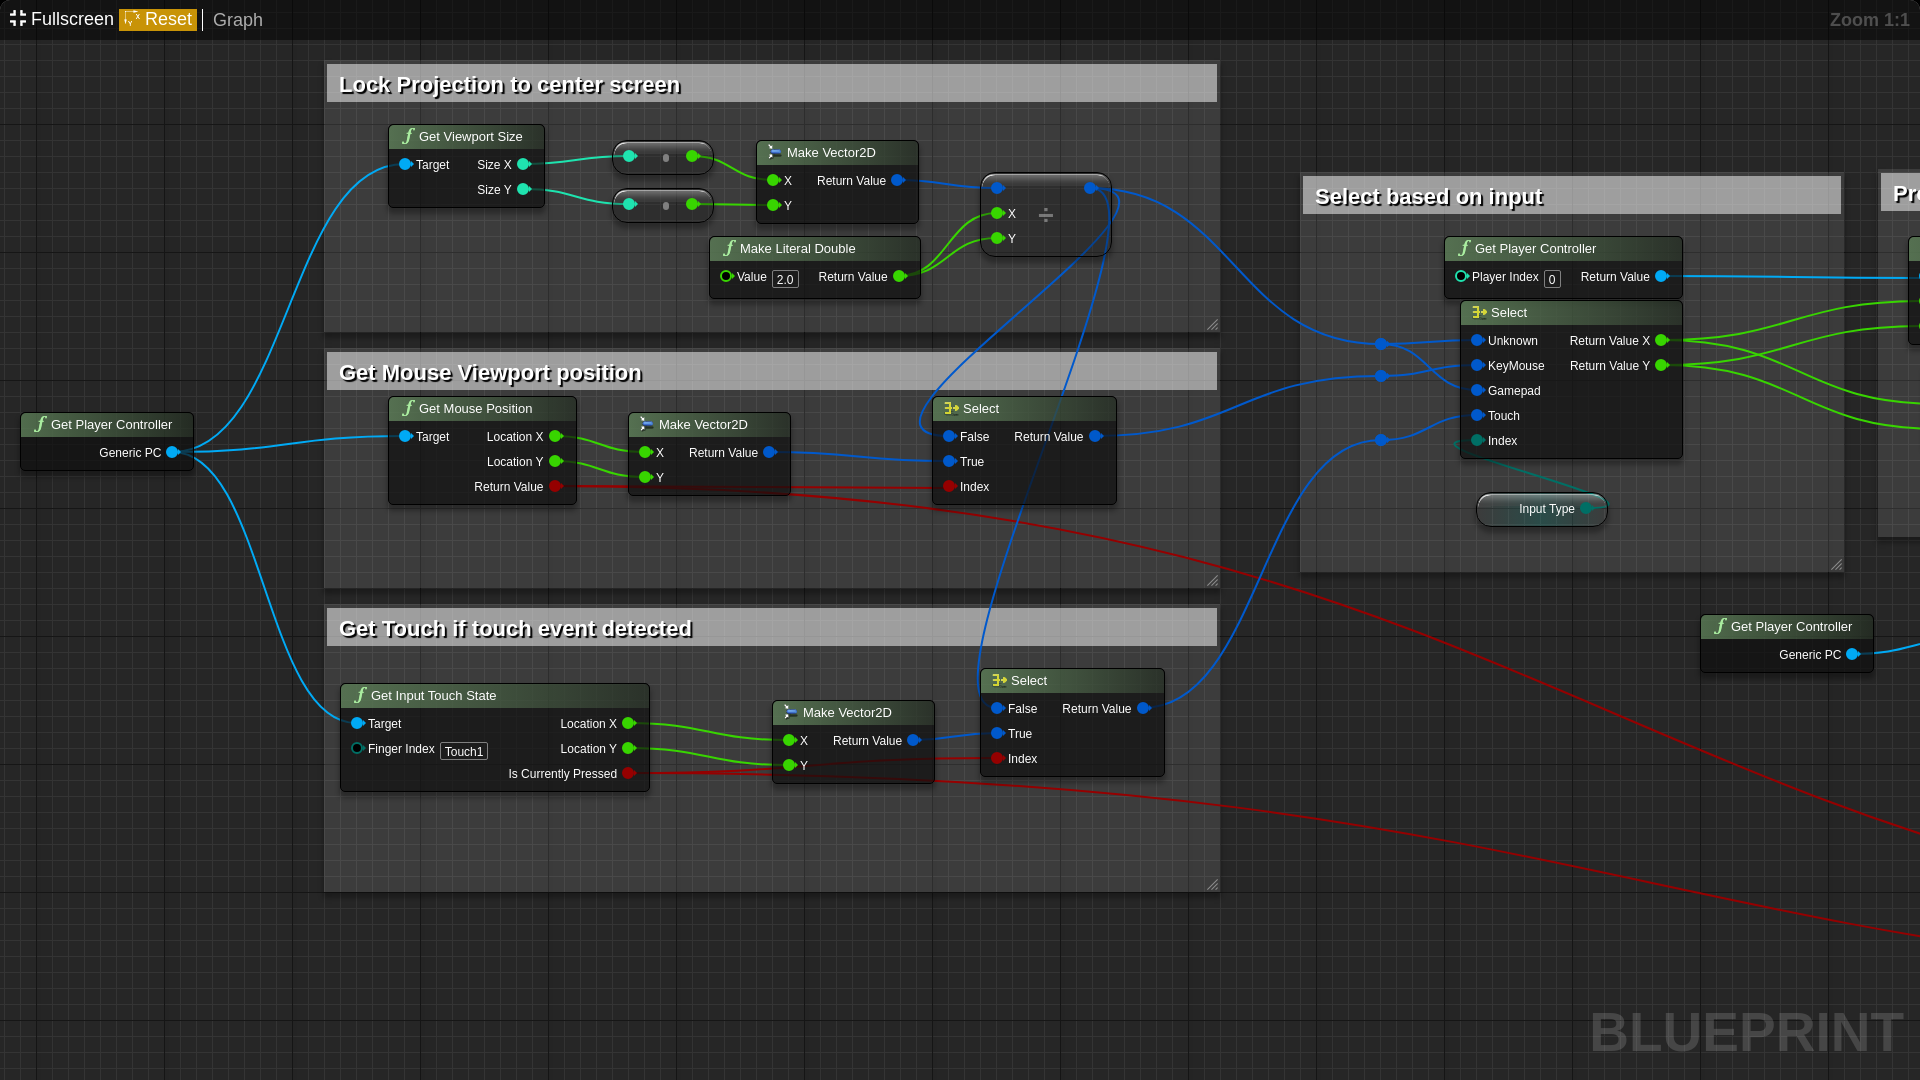 Fullscreen Reset Graph Zoom 1:1
Lock Projection to center screen
Get Viewport Size
Target Size X
Size Y
Make Vector2D
X Return Value
Y
X
Y
Make Literal Double
Value 2.0 Return Value
Select based on input
Get Player Controller
Player Index 0 Return Value
Select
Unknown Return Value X
KeyMouse Return Value Y
Gamepad
Touch
Index
Input Type
Get Mouse Viewport position
Get Player Controller
Generic PC
Get Mouse Position
Target Location X
Location Y
Return Value
Make Vector2D
X Return Value
Y
Select
False Return Value
True
Index
Get Touch if touch event detected
Get Input Touch State
Target Location X
Finger Index Touch1 Location Y
Is Currently Pressed
Make Vector2D
X Return Value
Y
Select
False Return Value
True
Index
Get Player Controller
Generic PC
BLUEPRINT